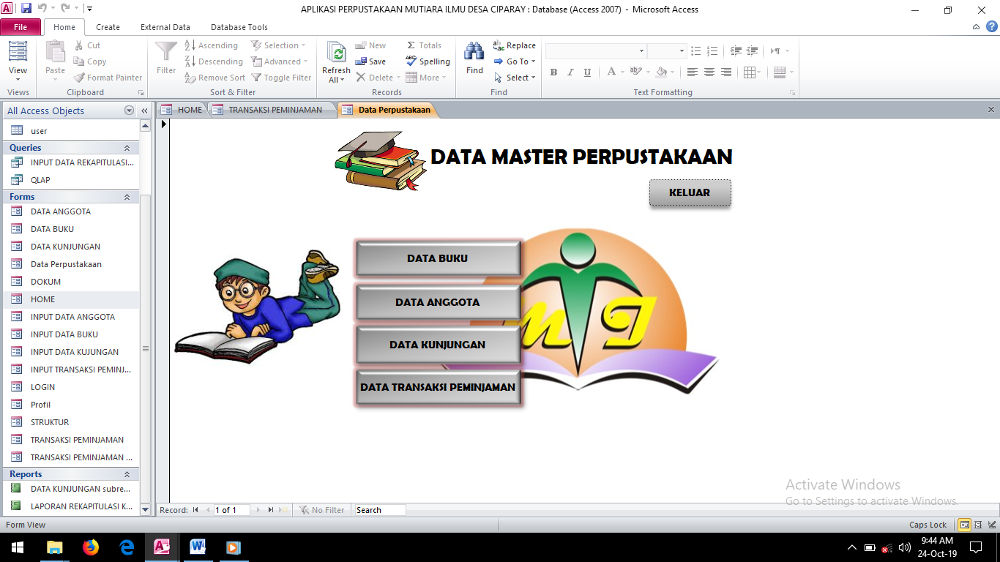 APLIKASI PERPUSTAKAAN MUTIARA ILMU DESA CIPARAY : Database (Access 2007) - Microsoft Access
File Home Create External Data Database Tools
View
Views
Paste
Cut
Copy
Format Painter
Clipboard
Filter
Ascending
Descending
Remove Sort
Selection
Advanced
Toggle Filter
Sort & Filter
Refresh
All
New
Save
Delete
Totals
Spelling
More
Records
Find
Replace
Go To
Select
Find
B I U A
Text Formatting
All Access Objects
user
Queries
INPUT DATA REKAPITULASI...
QLAP
Forms
DATA ANGGOTA
DATA BUKU
DATA KUNJUNGAN
Data Perpustakaan
DOKUM
HOME
INPUT DATA ANGGOTA
INPUT DATA BUKU
INPUT DATA KUJUNGAN
INPUT TRANSAKSI PEMINJ...
LOGIN
Profil
STRUKTUR
TRANSAKSI PEMINJAMAN
TRANSAKSI PEMINJAMAN ...
Reports
DATA KUNJUNGAN subre...
LAPORAN REKAPITULASI K...
HOME TRANSAKSI PEMINJAMAN Data Perpustakaan
DATA MASTER PERPUSTAKAAN
KELUAR
DATA BUKU
DATA ANGGOTA
DATA KUNJUNGAN
DATA TRANSAKSI PEMINJAMAN
M I
Activate Windows
Go to Settings to activate Windows.
Record: 1 of 1 No Filter Search
Form View Caps Lock
9:44 AM
24-Oct-19